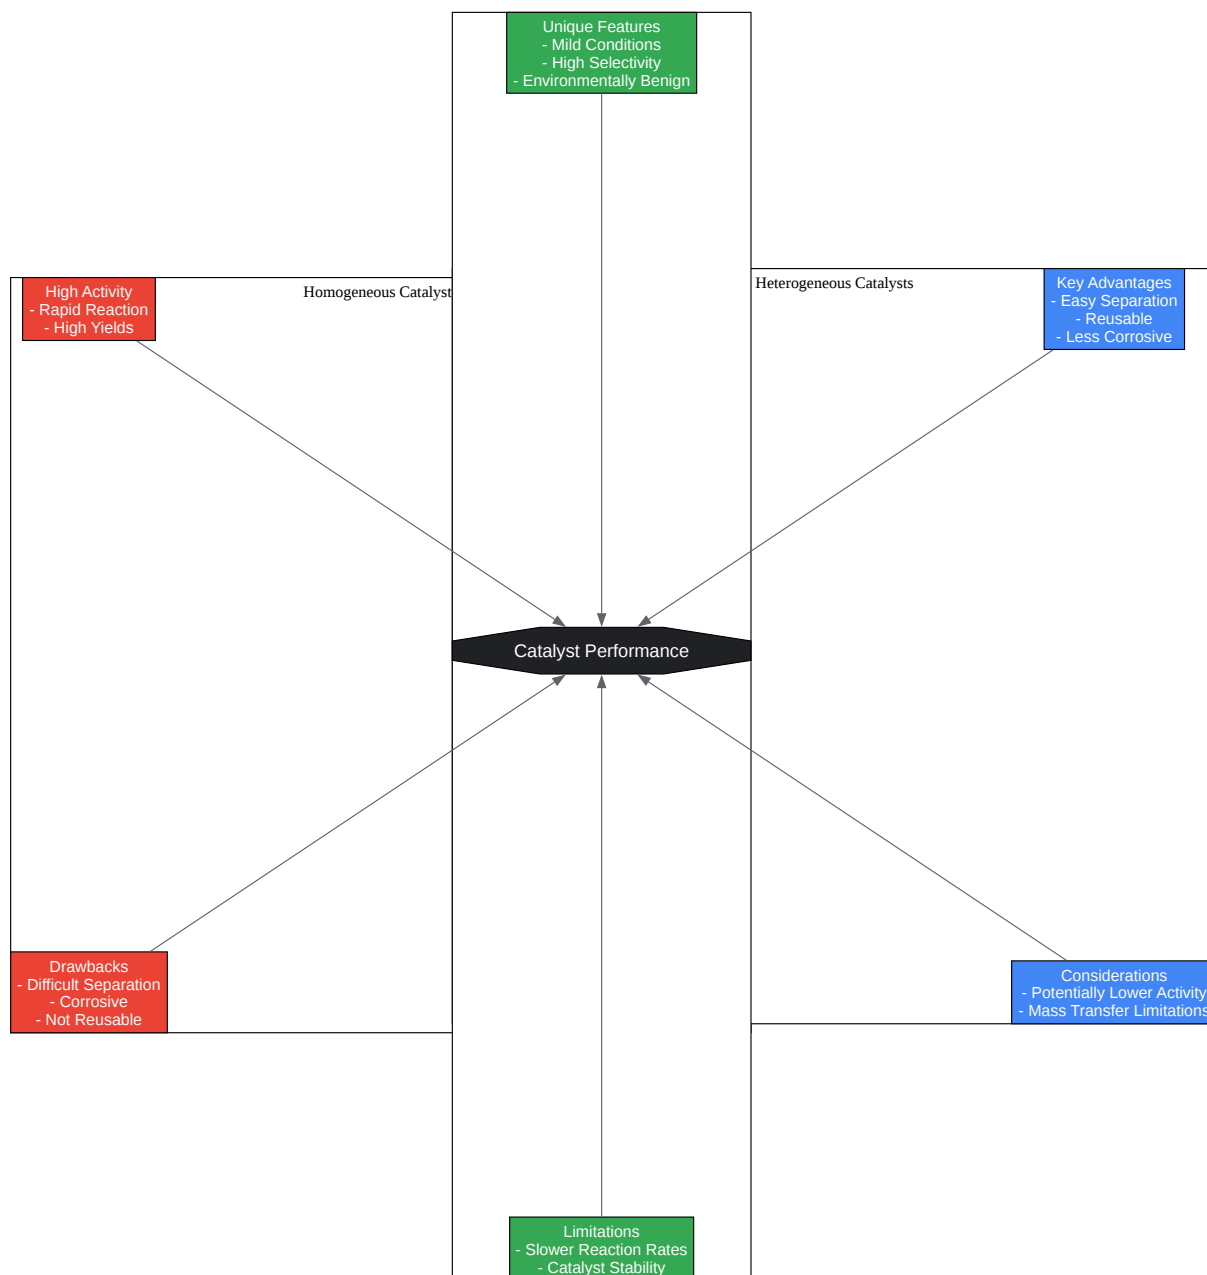 Unique Features
- Mild Conditions
- High Selectivity
- Environmentally Benign
High Activity
- Rapid Reaction
- High Yields
Homogeneous Catalyst
Heterogeneous Catalysts
Key Advantages
- Easy Separation
- Reusable
- Less Corrosive
Catalyst Performance
Drawbacks
- Difficult Separation
- Corrosive
- Not Reusable
Considerations
- Potentially Lower Activity
- Mass Transfer Limitations
Limitations
- Slower Reaction Rates
- Catalyst Stability